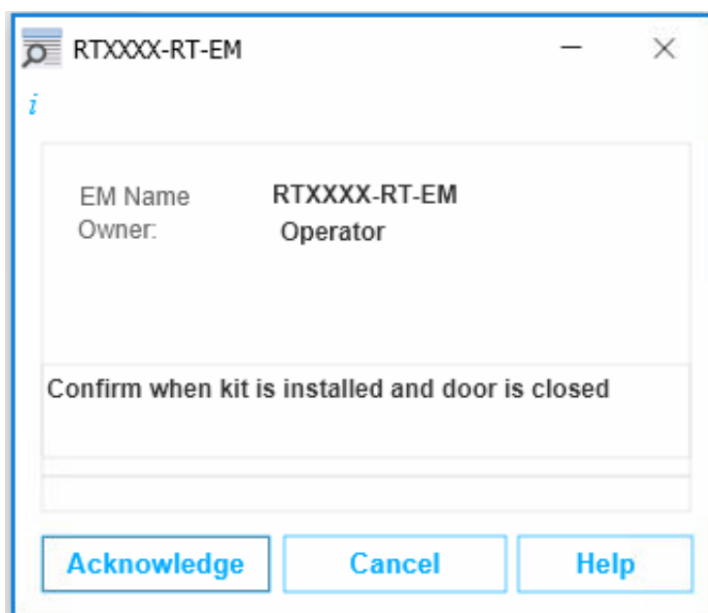 RTXXXX-RT-EM
i
EM Name RTXXXX-RT-EM
Owner: Operator
Confirm when kit is installed and door is closed
Acknowledge Cancel Help